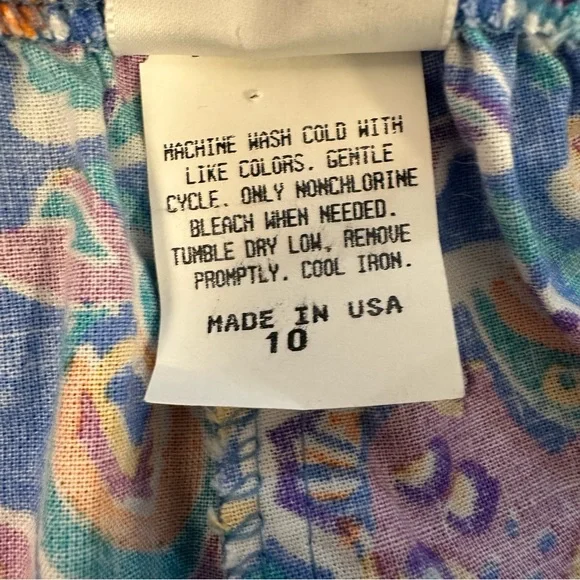 MACHINE WASH COLD WITH
LIKE COLORS. GENTLE
CYCLE. ONLY NONCHLORINE
BLEACH WHEN NEEDED.
TUMBLE DRY LOW. REMOVE
PROMPTLY. COOL IRON.
MADE IN USA
10